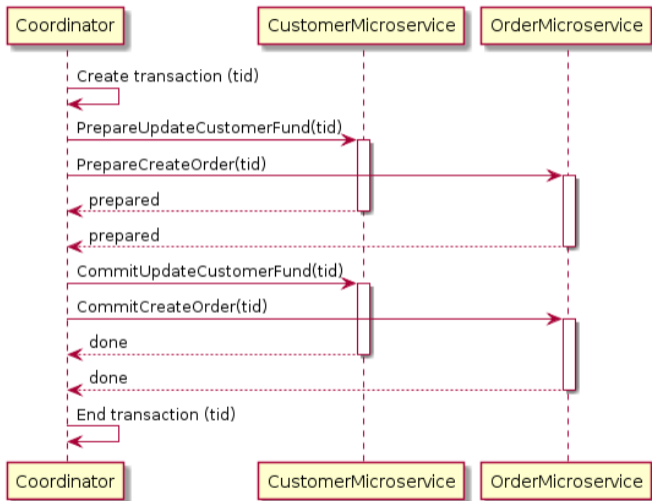 Coordinator CustomerMicroservice OrderMicroservice
Create transaction (tid)
PrepareUpdateCustomerFund(tid)
PrepareCreateOrder(tid)
prepared
prepared
CommitUpdateCustomerFund(tid)
CommitCreateOrder(tid)
done
done
End transaction (tid)
Coordinator CustomerMicroservice OrderMicroservice